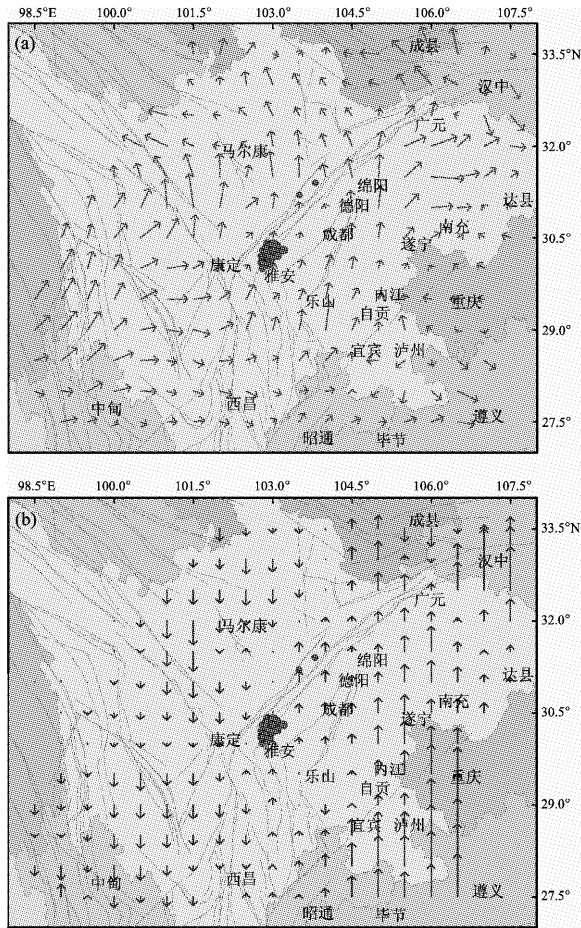 98.5°E 100.0° 101.5° 103.0° 104.5° 106.0° 107.5°
(a)
成县
33.5°N
汉中
广元
32.0°
马尔康
绵阳
德阳
达县
南充
成都
遂宁
30.5°
康定
雅安
乐山
内江
重庆
自贡
29.0°
宜宾
泸州
中甸
西昌
遵义
27.5°
昭通
毕节
98.5°E 100.0° 101.5° 103.0° 104.5° 106.0° 107.5°
(b)
成县
33.5°N
汉中
广元
32.0°
马尔康
绵阳
德阳
达县
南充
成都
遂宁
30.5°
康定
雅安
乐山
内江
重庆
自贡
29.0°
宜宾
泸州
中甸
西昌
遵义
27.5°
昭通
毕节